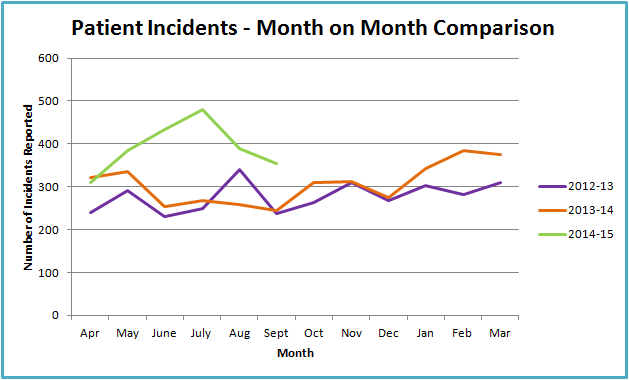 Patient Incidents - Month on Month Comparison
600
500
400
300
200
100
0
Number of Incidents Reported
Apr May June July Aug Sept Oct Nov Dec Jan Feb Mar
Month
2012-13
2013-14
2014-15